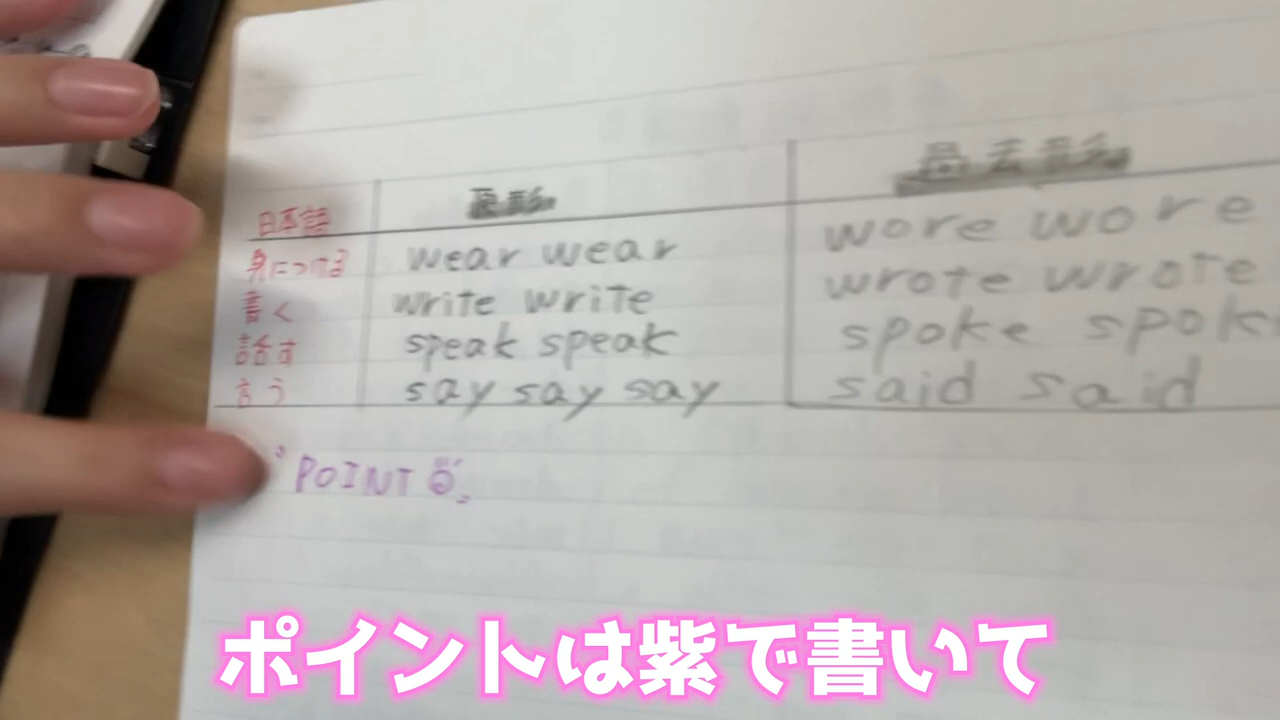 日本語 原形 過去形
身につける wear wear wore wore
書く write write wrote wrote
話す speak speak spoke spok
言う say say say said said
POINT
ポイントは紫で書いて